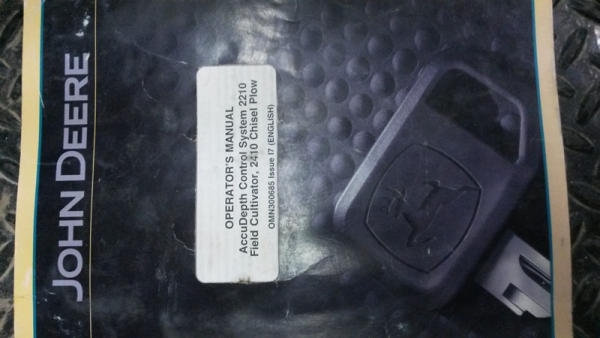 JOHN DEERE
OPERATOR'S MANUAL
AccuDepth Control System 2210
Field Cultivator, 2410 Chisel Plow
OMN300685 Issue I7 (ENGLISH)